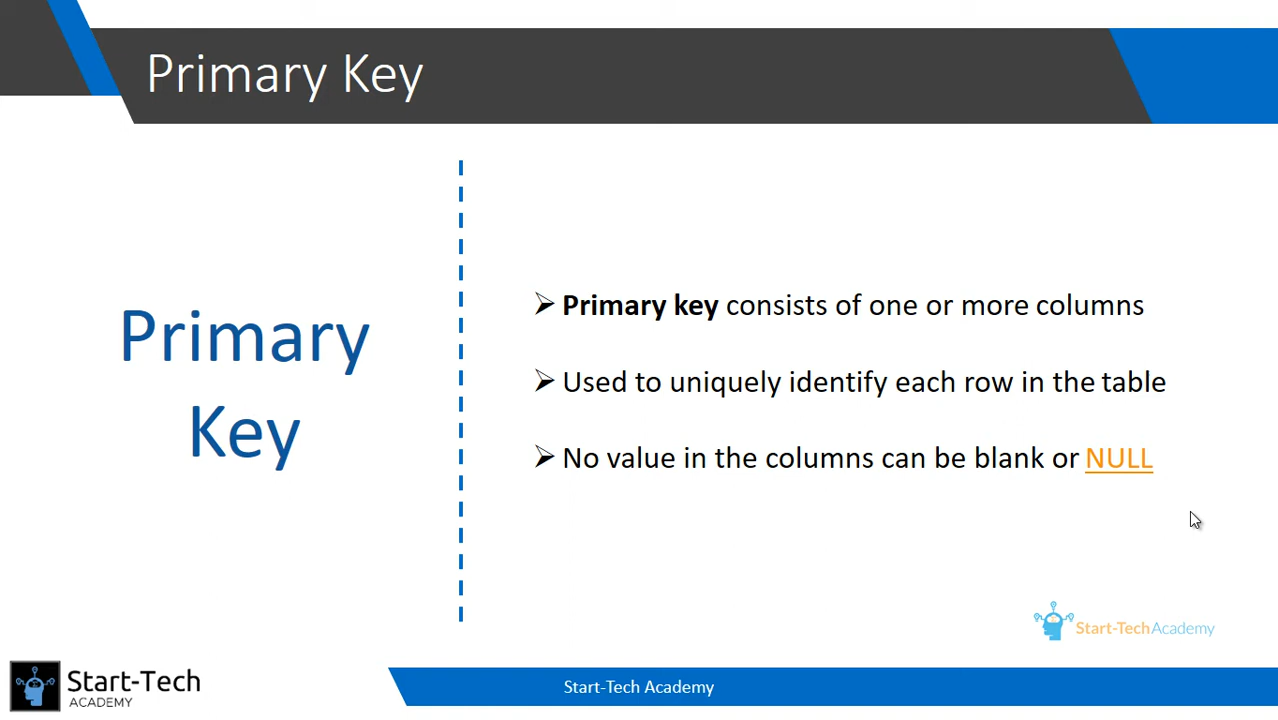 Primary Key
Primary
Key
Primary key consists of one or more columns
Used to uniquely identify each row in the table
No value in the columns can be blank or NULL
Start-TechAcademy
Start-Tech
ACADEMY
Start-Tech Academy